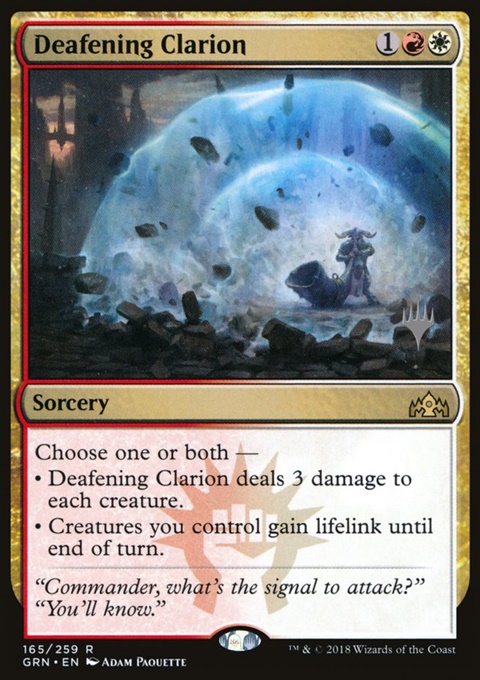 Deafening Clarion 1
Sorcery
Choose one or both —
• Deafening Clarion deals 3 damage to
each creature.
• Creatures you control gain lifelink until
end of turn.
“Commander, what’s the signal to attack?”
“You’ll know.”
165/259 R
GRN • EN Adam Paquette
™ & © 2018 Wizards of the Coast